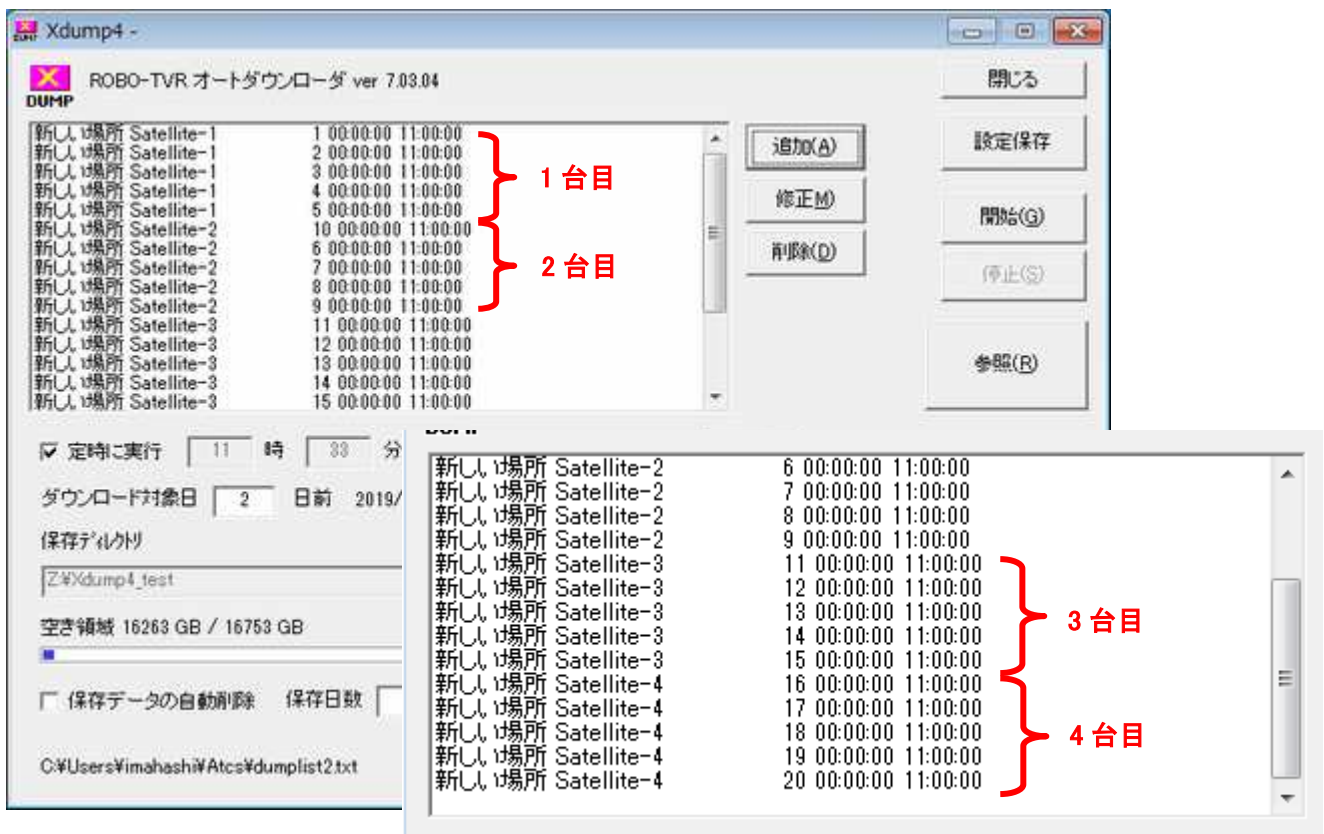 Xdump4 -
X
DUMP
ROBO-TVR オートダウンローダ ver 7.03.04
閉じる
新しい場所 Satellite-1 1 00:00:00 11:00:00
新しい場所 Satellite-1 2 00:00:00 11:00:00
新しい場所 Satellite-1 3 00:00:00 11:00:00
新しい場所 Satellite-1 4 00:00:00 11:00:00
新しい場所 Satellite-1 5 00:00:00 11:00:00
新しい場所 Satellite-2 10 00:00:00 11:00:00
新しい場所 Satellite-2 6 00:00:00 11:00:00
新しい場所 Satellite-2 7 00:00:00 11:00:00
新しい場所 Satellite-2 8 00:00:00 11:00:00
新しい場所 Satellite-2 9 00:00:00 11:00:00
新しい場所 Satellite-3 11 00:00:00 11:00:00
新しい場所 Satellite-3 12 00:00:00 11:00:00
新しい場所 Satellite-3 13 00:00:00 11:00:00
新しい場所 Satellite-3 14 00:00:00 11:00:00
新しい場所 Satellite-3 15 00:00:00 11:00:00
1台目
2台目
追加(A)
修正(M)
削除(D)
設定保存
開始(G)
停止(S)
参照(R)
定時に実行 11 時 33 分
ダウンロード対象日 2 日前 2019/
保存ディレクトリ
Z:¥Xdump4_test
空き領域 16263 GB / 16753 GB
保存データの自動削除 保存日数
C:¥Users¥imahashi¥Atcs¥dumplist2.txt
新しい場所 Satellite-2 6 00:00:00 11:00:00
新しい場所 Satellite-2 7 00:00:00 11:00:00
新しい場所 Satellite-2 8 00:00:00 11:00:00
新しい場所 Satellite-2 9 00:00:00 11:00:00
新しい場所 Satellite-3 11 00:00:00 11:00:00
新しい場所 Satellite-3 12 00:00:00 11:00:00
新しい場所 Satellite-3 13 00:00:00 11:00:00
新しい場所 Satellite-3 14 00:00:00 11:00:00
新しい場所 Satellite-3 15 00:00:00 11:00:00
新しい場所 Satellite-4 16 00:00:00 11:00:00
新しい場所 Satellite-4 17 00:00:00 11:00:00
新しい場所 Satellite-4 18 00:00:00 11:00:00
新しい場所 Satellite-4 19 00:00:00 11:00:00
新しい場所 Satellite-4 20 00:00:00 11:00:00
3台目
4台目